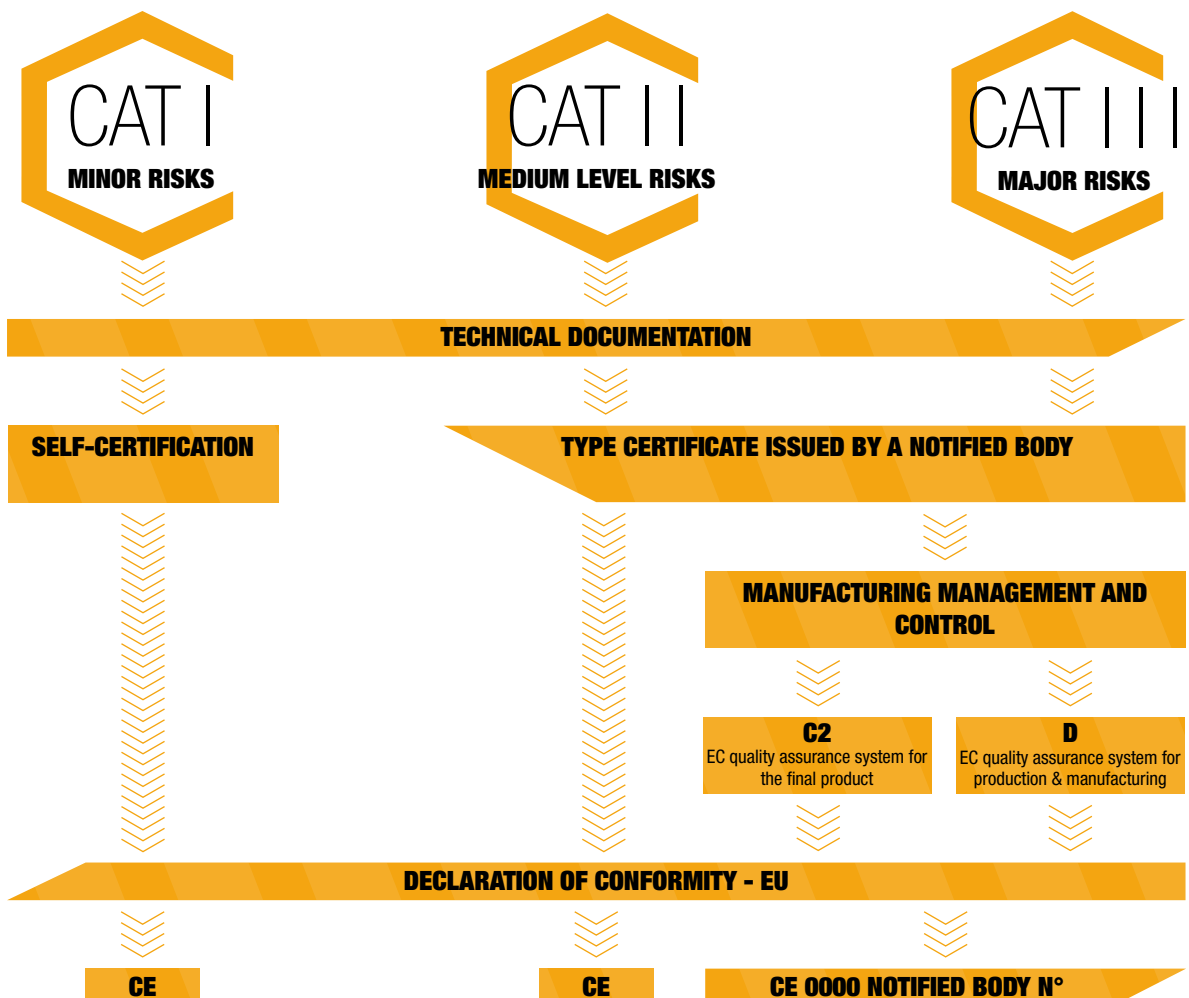 CAT I
MINOR RISKS
CAT II
MEDIUM LEVEL RISKS
CAT III
MAJOR RISKS
TECHNICAL DOCUMENTATION
SELF-CERTIFICATION
TYPE CERTIFICATE ISSUED BY A NOTIFIED BODY
MANUFACTURING MANAGEMENT AND
CONTROL
C2
EC quality assurance system for
the final product
D
EC quality assurance system for
production & manufacturing
DECLARATION OF CONFORMITY - EU
CE
CE
CE 0000 NOTIFIED BODY N°